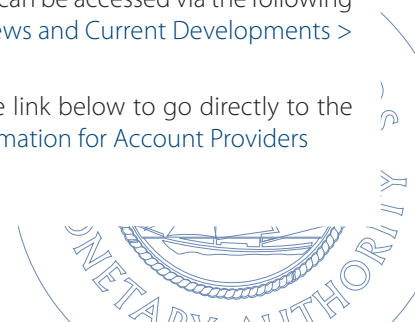 can be accessed via the following
ews and Current Developments >
e link below to go directly to the
mation for Account Providers
ONETARY AUTHORITY